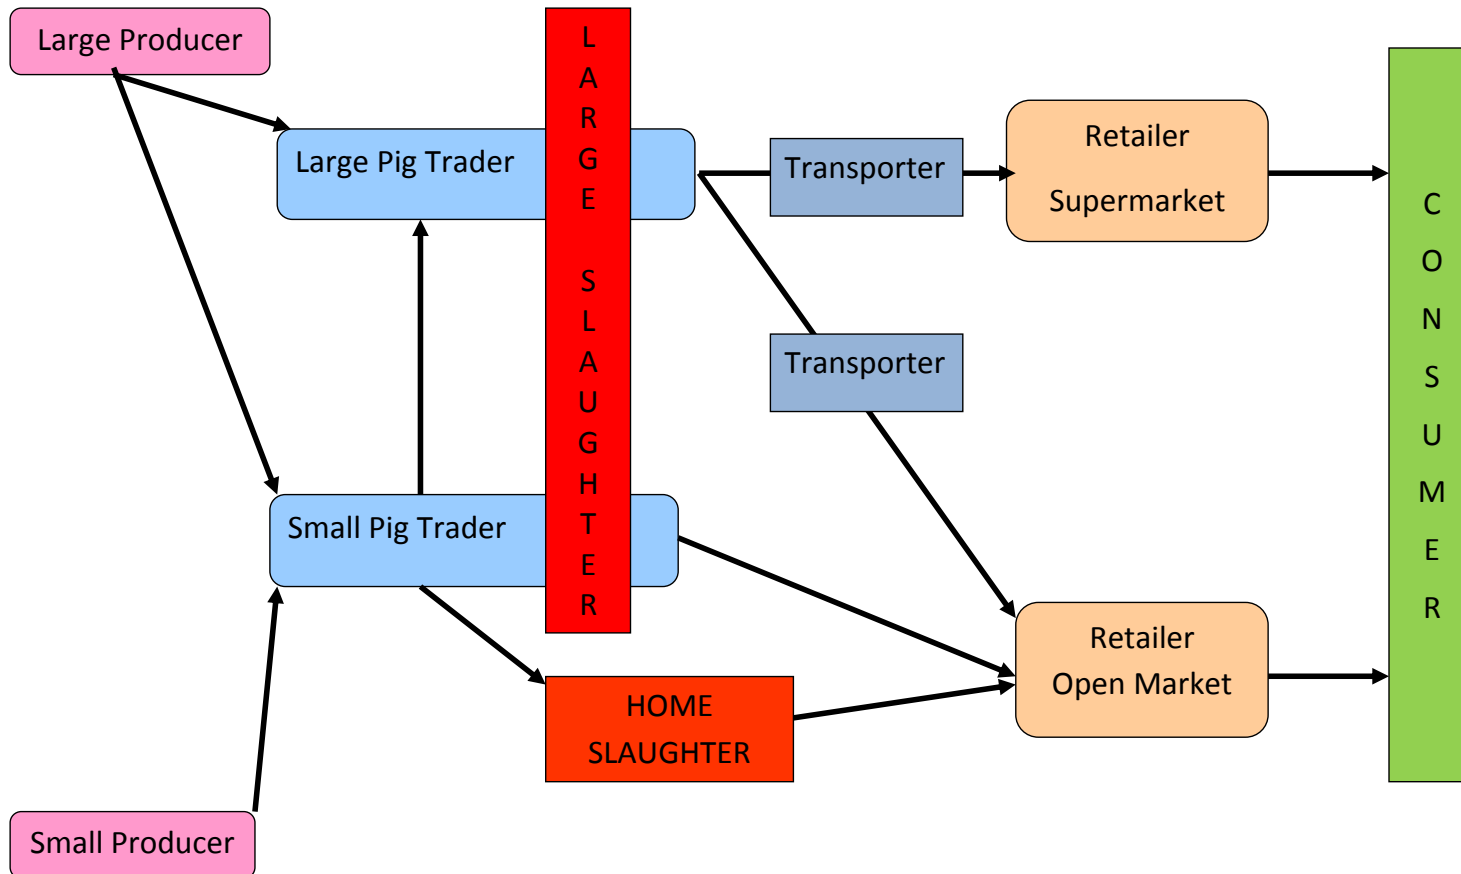 Large Producer
L
A
R
G
E
S
L
A
U
G
H
T
E
R
Large Pig Trader
Transporter
Retailer
Supermarket
C
O
N
S
U
M
E
R
Transporter
Small Pig Trader
Retailer
Open Market
HOME
SLAUGHTER
Small Producer